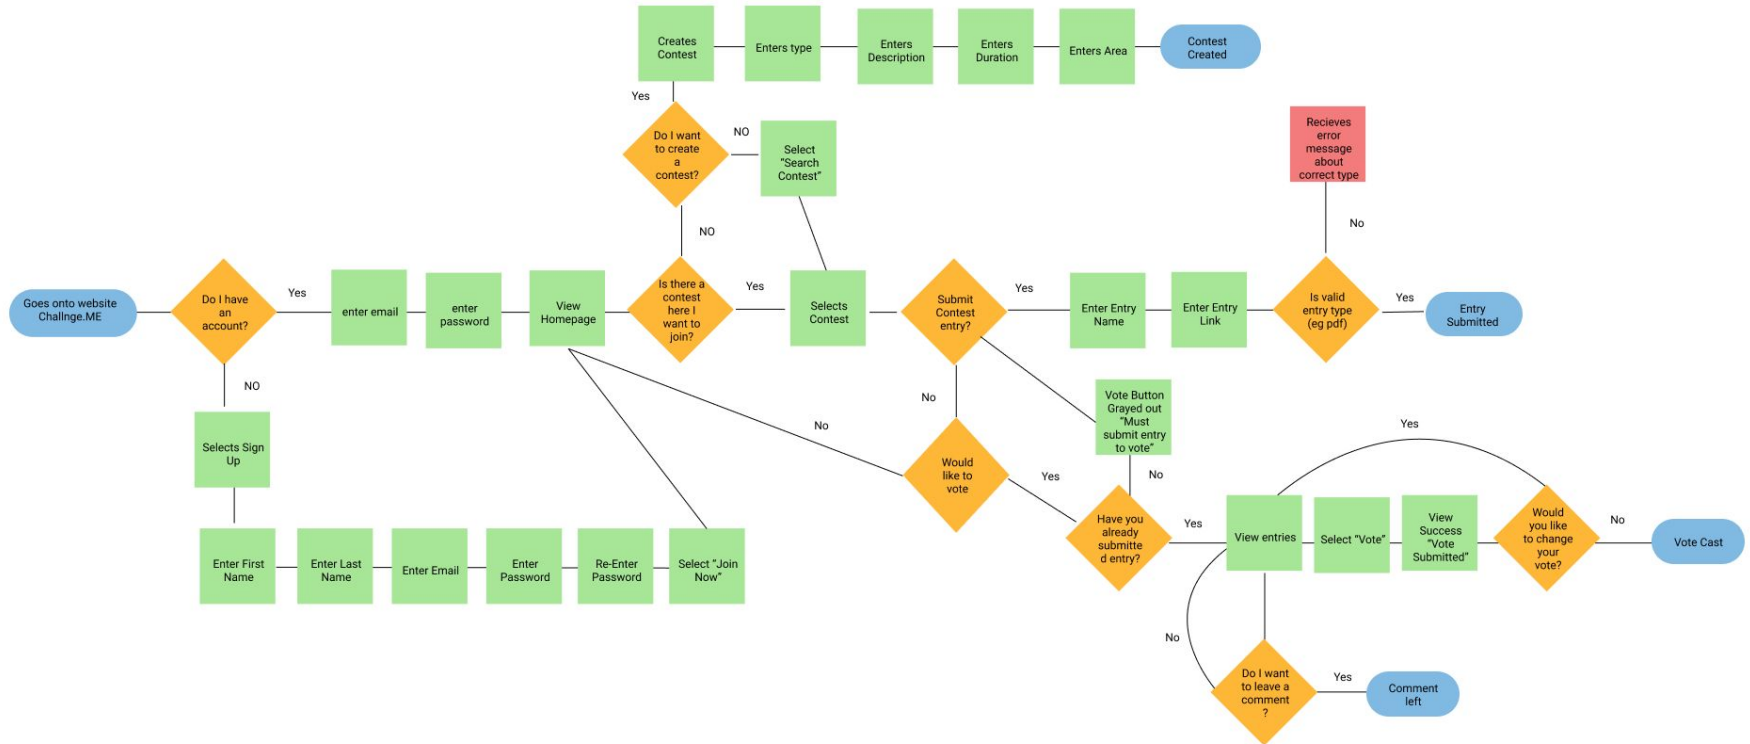 Creates
Contest
Enters type
Enters
Description
Enters
Duration
Enters Area
Contest
Created
Yes
Do I want
to create
a
contest?
NO
Select
“Search
Contest”
Recieves
error
message
about
correct type
No
NO
Goes onto website
Challnge.ME
Do I have
an
account?
Yes
enter email
enter
password
View
Homepage
Is there a
contest
here I
want to
join?
Yes
Selects
Contest
Submit
Contest
entry?
Yes
Enter Entry
Name
Enter Entry
Link
Is valid
entry type
(eg pdf)
Yes
Entry
Submitted
NO
No
Vote Button
Grayed out
“Must
submit entry
to vote”
No
Selects Sign
Up
Would
like to
vote
Yes
No
Have you
already
submitte
d entry?
Yes
View entries
Select “Vote”
View
Success
“Vote
Submitted”
Yes
Would
you like
to change
your
vote?
No
Vote Cast
Enter First
Name
Enter Last
Name
Enter Email
Enter
Password
Re-Enter
Password
Select “Join
Now”
No
Do I want
to leave a
comment
?
Yes
Comment
left